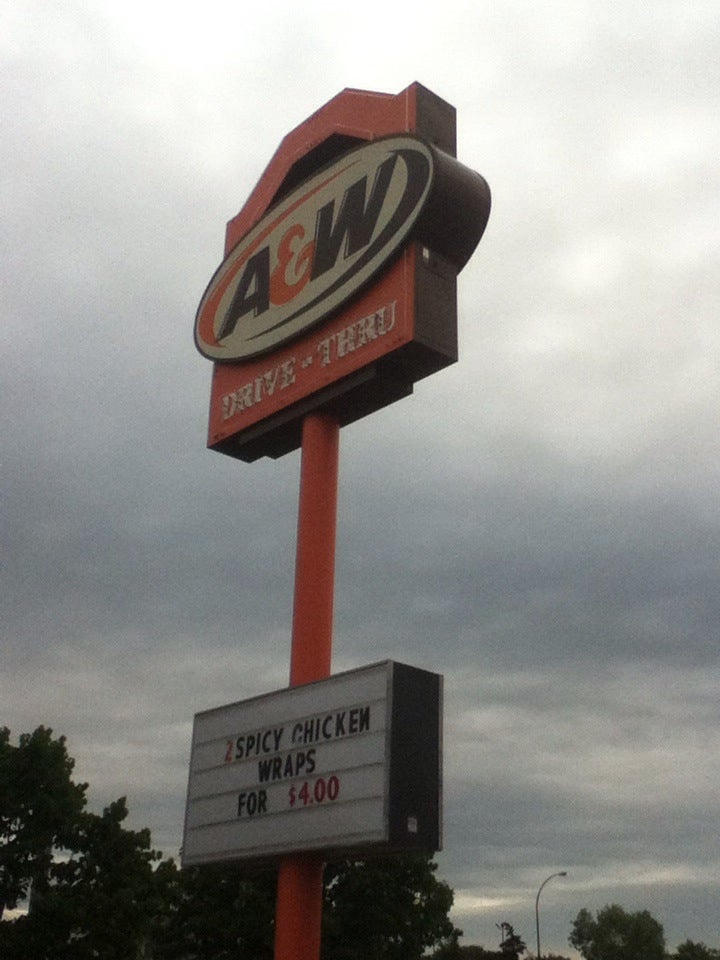 A&W
DRIVE-THRU
2 SPICY CHICKEN
WRAPS
FOR $4.00